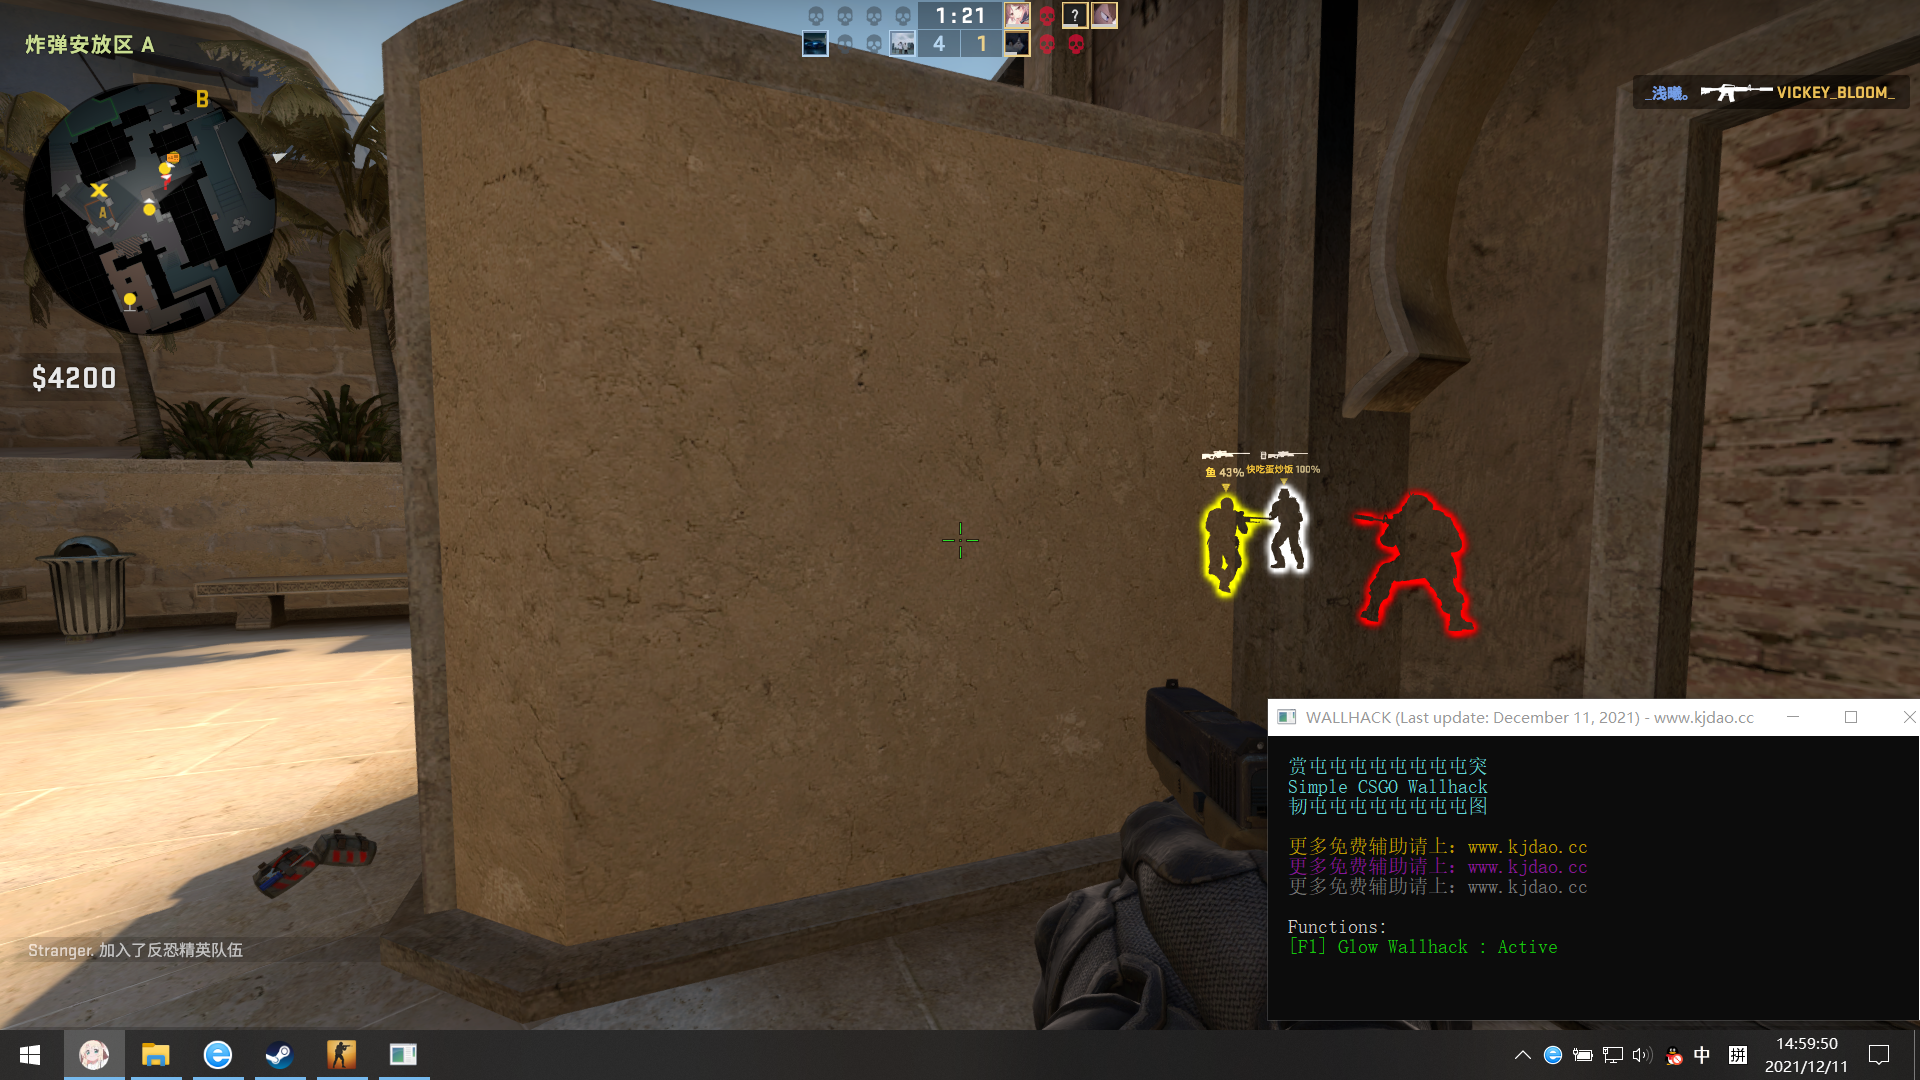 炸弹安放区 A
1:21
?
4 1
_浅曦。 VICKEY_BLOOM_
B
A
$4200
鱼 43% 快吃蛋炒饭 100%
WALLHACK (Last update: December 11, 2021) - www.kjdao.cc
赏屯屯屯屯屯屯屯屯突
Simple CSGO Wallhack
韧屯屯屯屯屯屯屯屯图
更多免费辅助请上: www.kjdao.cc
更多免费辅助请上: www.kjdao.cc
更多免费辅助请上: www.kjdao.cc
Functions:
[F1] Glow Wallhack : Active
Stranger. 加入了反恐精英队伍
中 拼
14:59:50
2021/12/11